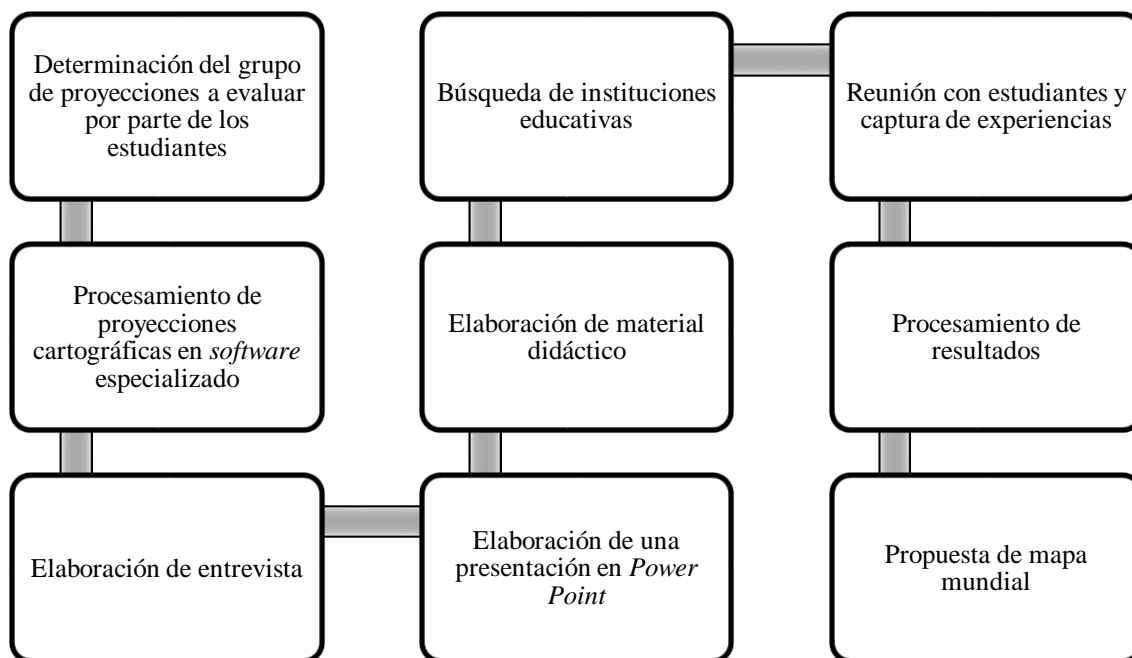 Determinación del grupo
de proyecciones a evaluar
por parte de los
estudiantes
Procesamiento de
proyecciones
cartográficas en software
especializado
Elaboración de entrevista
Elaboración de una
presentación en Power
Point
Elaboración de material
didáctico
Búsqueda de instituciones
educativas
Reunión con estudiantes y
captura de experiencias
Procesamiento de
resultados
Propuesta de mapa
mundial